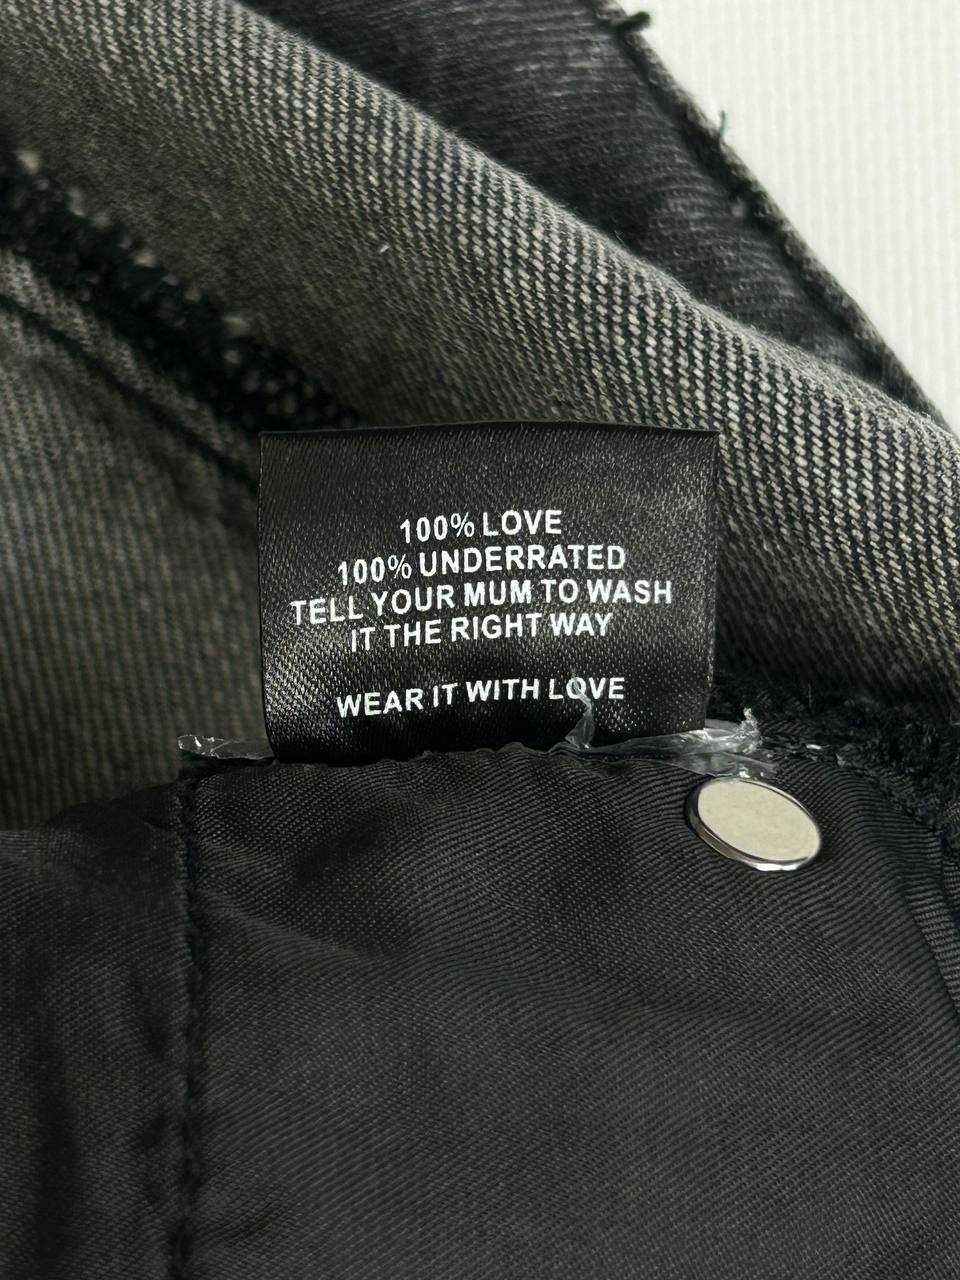 100% LOVE
100% UNDERRATED
TELL YOUR MUM TO WASH
IT THE RIGHT WAY
WEAR IT WITH LOVE